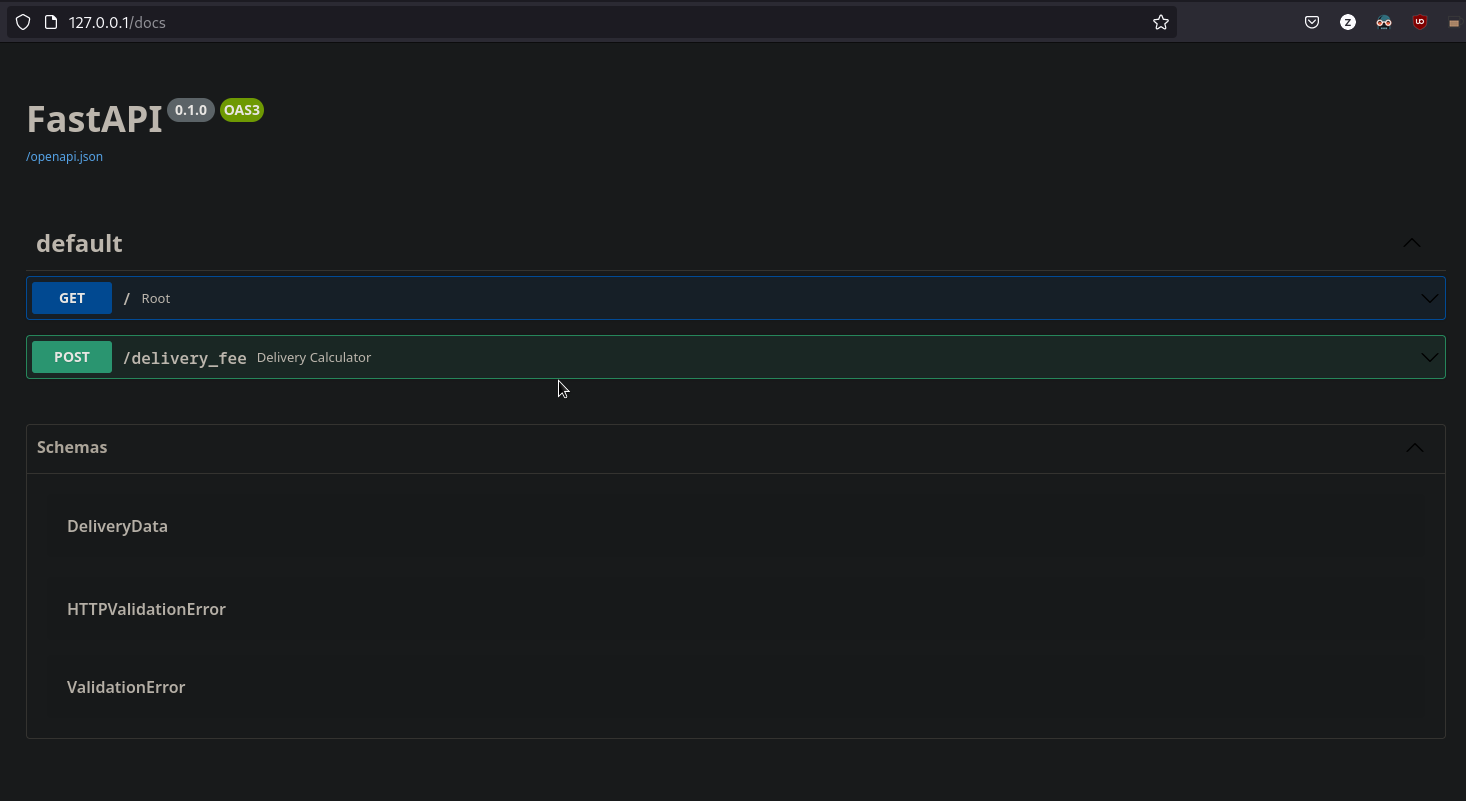 127.0.0.1/docs
Z
UD
FastAPI 0.1.0 OAS3
/openapi.json
default
GET / Root
POST /delivery_fee Delivery Calculator
Schemas
DeliveryData
HTTPValidationError
ValidationError